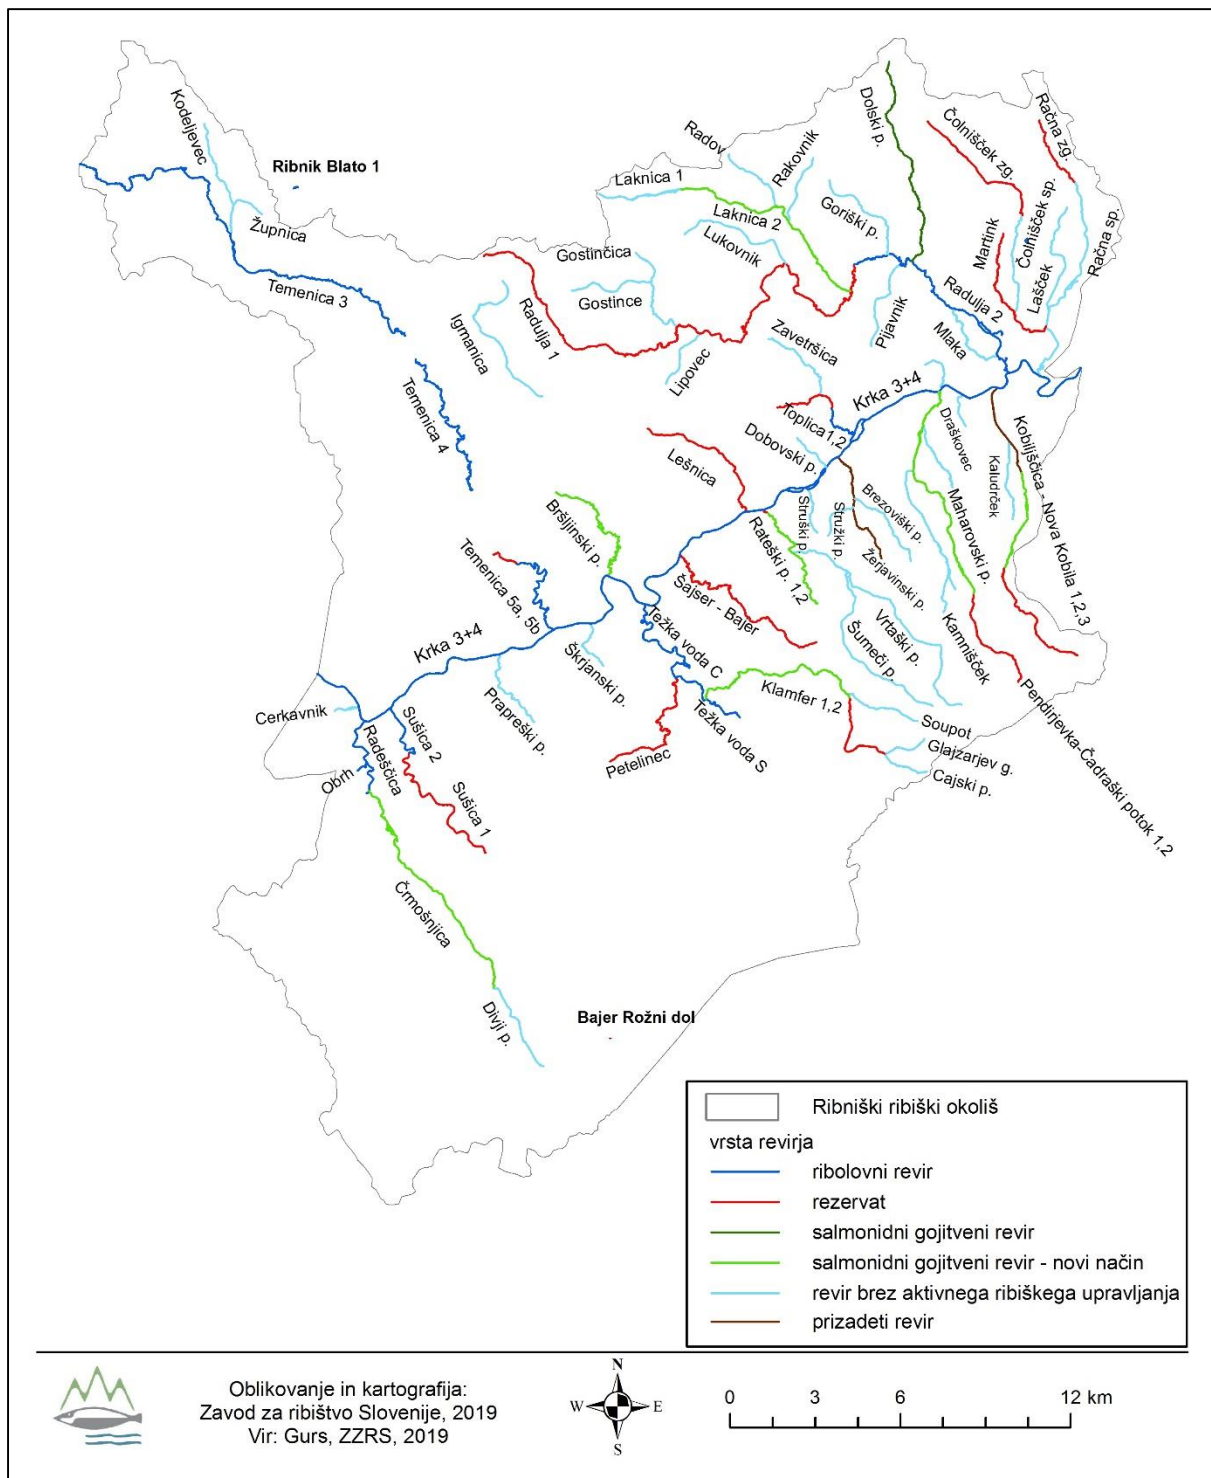 Kodeljevec
Ribnik Blato 1
Župnica
Temenica 3
Temenica 4
Radov
Rakovnik
Dolski p.
Čolnišček zg.
Račna zg.
Laknica 1
Laknica 2
Lukovnik
Goriški p.
Martink
Čolnišček sp.
Lašček
Račna sp.
Gostinčica
Gostince
Igmanica
Radulja 1
Lipovec
Zavetršica
Pijavnik
Radulja 2
Mlaka
Krka 3+4
Toplica1,2
Dobovski p.
Lešnica
Draškovec
Kaludrček
Kobiljščica - Nova Kobila 1,2,3
Maharovski p.
Brezoviški p.
Struški p.
Stružki p.
Žerjavinski p.
Rateški p. 1,2
Bršljinski p.
Temenica 5a, 5b
Šajser - Bajer
Težka voda C
Vrtaški p.
Šumeči p.
Kamnišček
Pendirjevka-Čadraški potok 1,2
Krka 3+4
Škrjanski p.
Prapreški p.
Klamfer 1,2
Soupot
Glajzarjev g.
Cajski p.
Težka voda S
Petelinec
Cerkavnik
Radeščica
Sušica 2
Obrh
Sušica 1
Črmošnjica
Divji p.
Bajer Rožni dol
Ribniški ribiški okoliš
vrsta revirja
ribolovni revir
rezervat
salmonidni gojitveni revir
salmonidni gojitveni revir - novi način
revir brez aktivnega ribiškega upravljanja
prizadeti revir
Oblikovanje in kartografija:
Zavod za ribištvo Slovenije, 2019
Vir: Gurs, ZZRS, 2019
N
W E
S
0 3 6 12 km